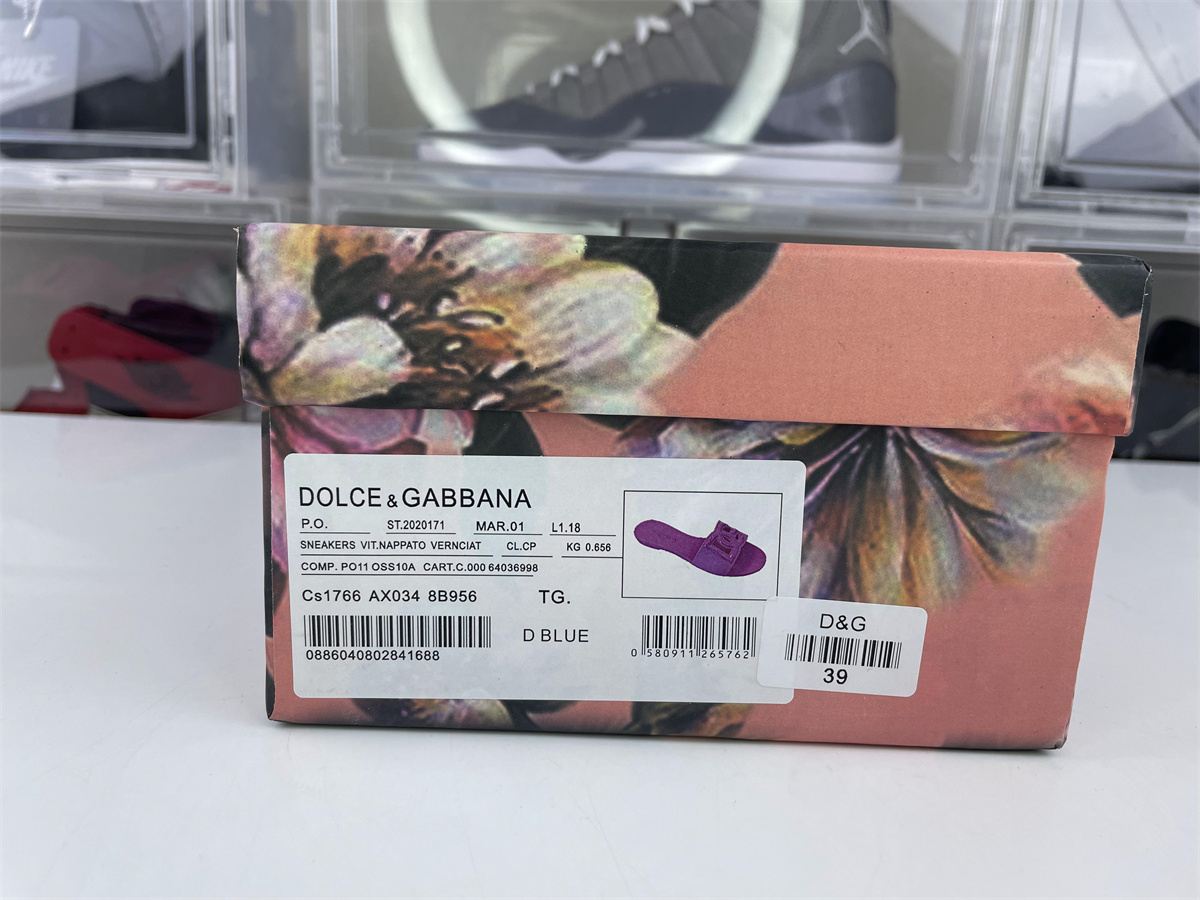 NIKE
DOLCE & GABBANA
P.O. ST.2020171 MAR.01 L1.18
SNEAKERS VIT.NAPPATO VERNCIAT CL.CP KG 0.656
COMP. PO11 OSS10A CART.C.000 64036998
Cs1766 AX034 8B956 TG.
D BLUE
0886040802841688
0 580911 265762
D&G
39